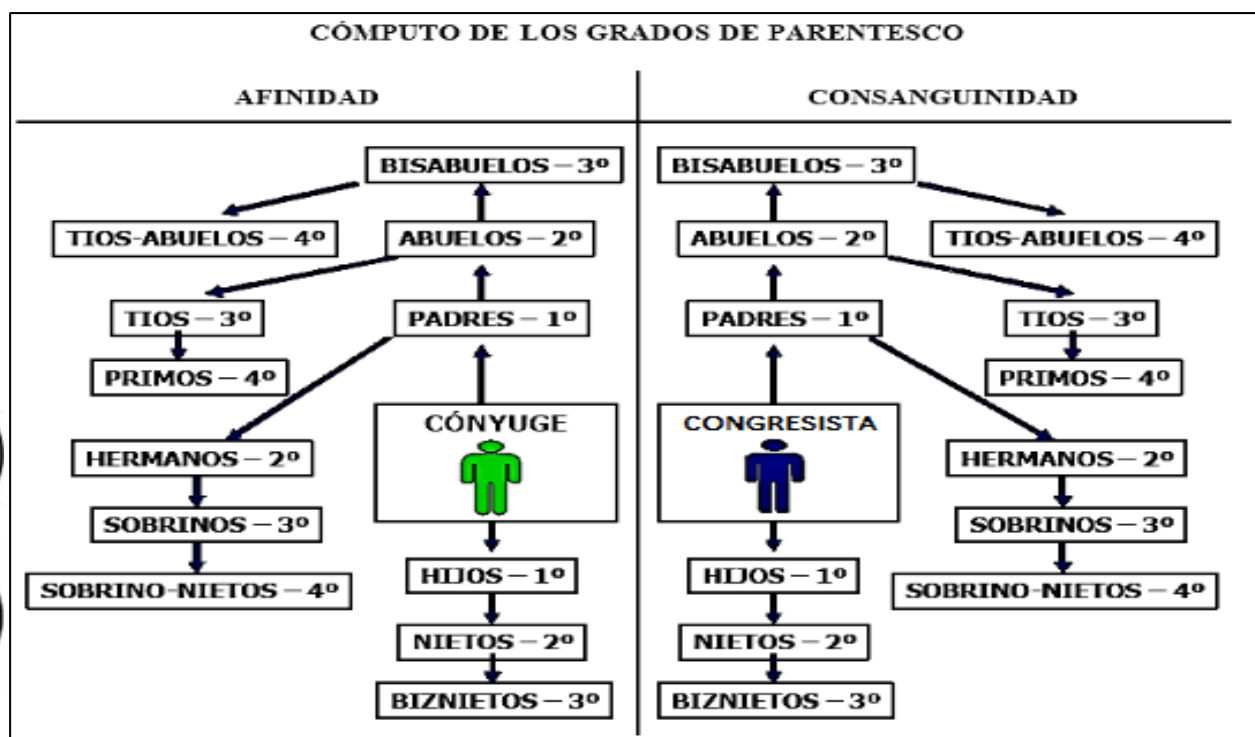 CÓMPUTO DE LOS GRADOS DE PARENTESCO
AFINIDAD
BISABUELOS – 3º
TIOS-ABUELOS – 4º
ABUELOS – 2º
TIOS – 3º
PADRES – 1º
PRIMOS – 4º
CÓNYUGE
HERMANOS – 2º
SOBRINOS – 3º
HIJOS – 1º
SOBRINO-NIETOS – 4º
NIETOS – 2º
BIZNIETOS – 3º
CONSANGUINIDAD
BISABUELOS – 3º
ABUELOS – 2º
TIOS-ABUELOS – 4º
PADRES – 1º
TIOS – 3º
PRIMOS – 4º
CONGRESISTA
HERMANOS – 2º
SOBRINOS – 3º
HIJOS – 1º
SOBRINO-NIETOS – 4º
NIETOS – 2º
BIZNIETOS – 3º